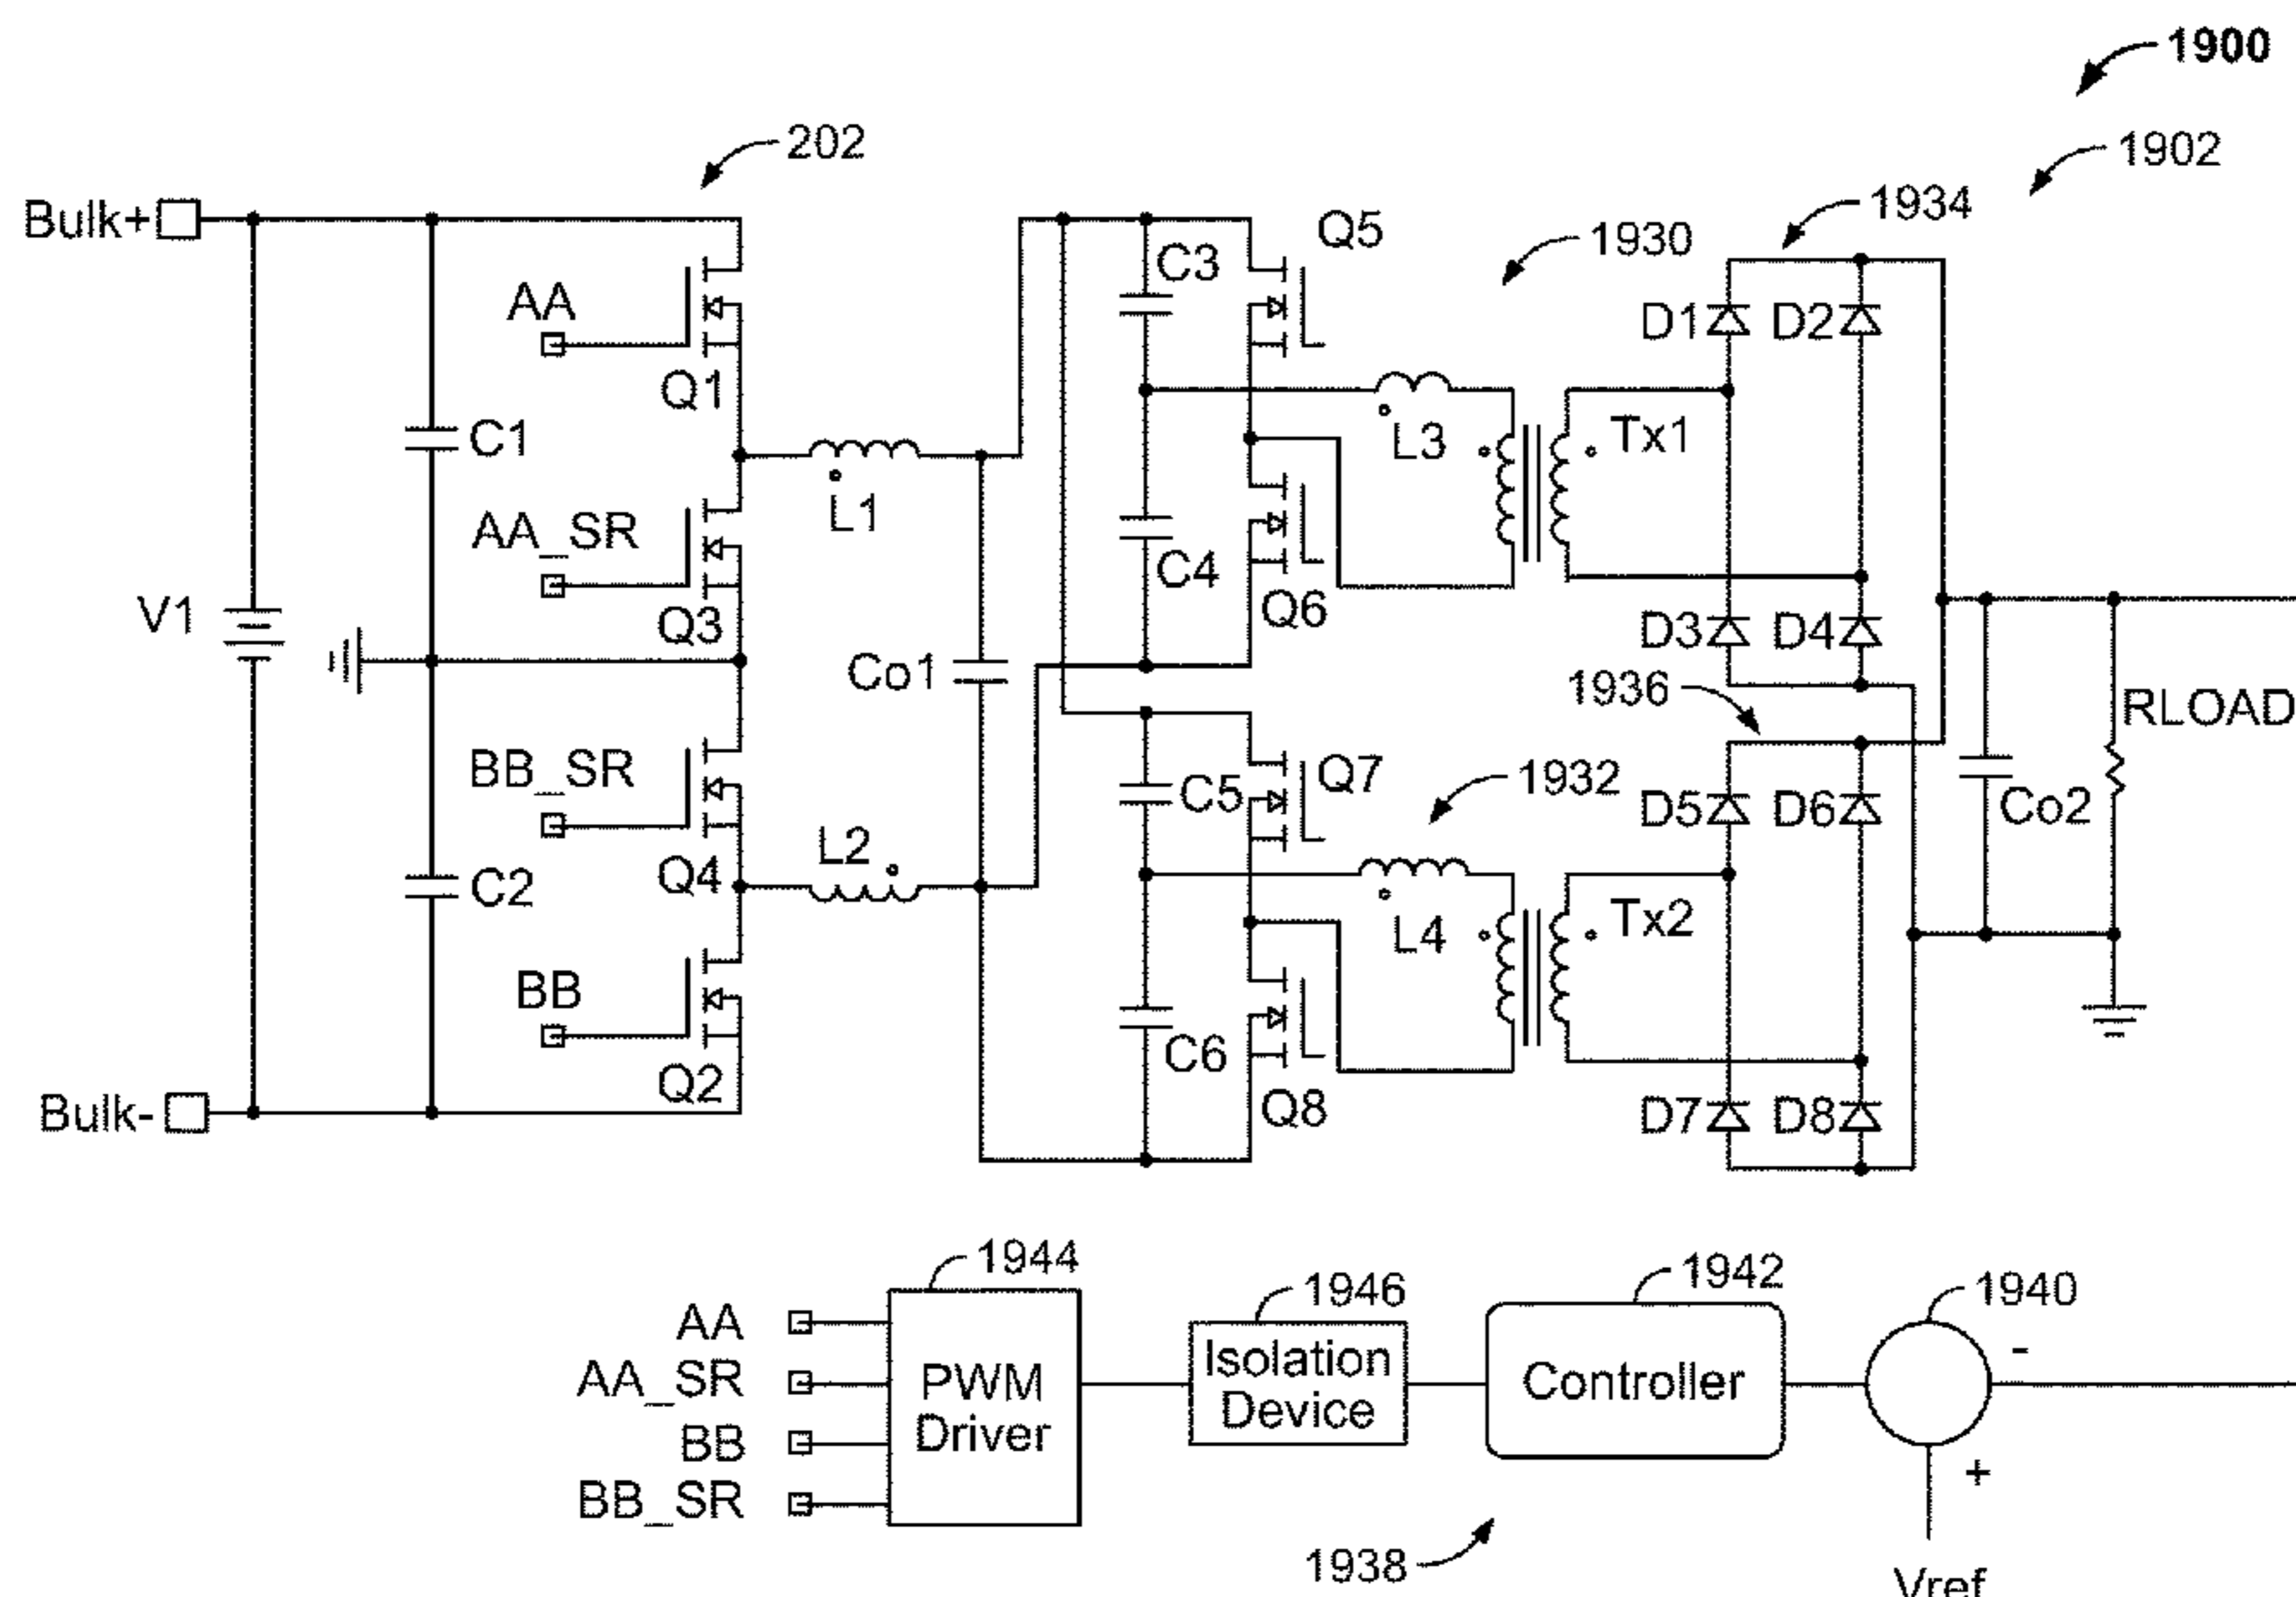 1900
202
1902
1934
Bulk+
Q5
1930
C3
AA
D1
D2
Q1
C1
L3
Tx1
AA_SR
L1
C4
V1
Q3
Q6
D3
D4
Co1
1936
RLOAD
BB_SR
Q7
1932
C5
D5
D6
Co2
L2
Q4
C2
L4
Tx2
BB
C6
Q2
Bulk-
Q8
D7
D8
1944
1946
1942
1940
AA
AA_SR
BB
BB_SR
PWM
Driver
Isolation
Device
Controller
-
+
1938
Vref